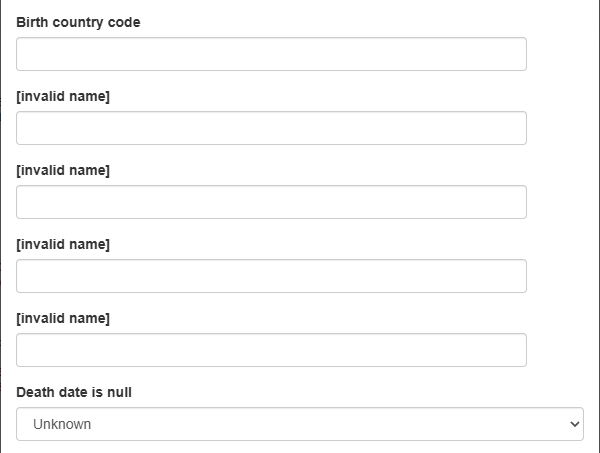 Birth country code
[invalid name]
[invalid name]
[invalid name]
[invalid name]
Death date is null
Unknown